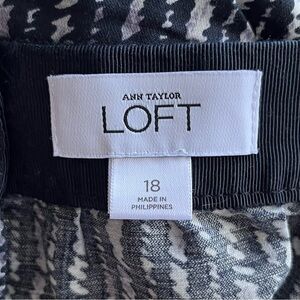 ANN TAYLOR
LOFT
18
MADE IN
PHILIPPINES